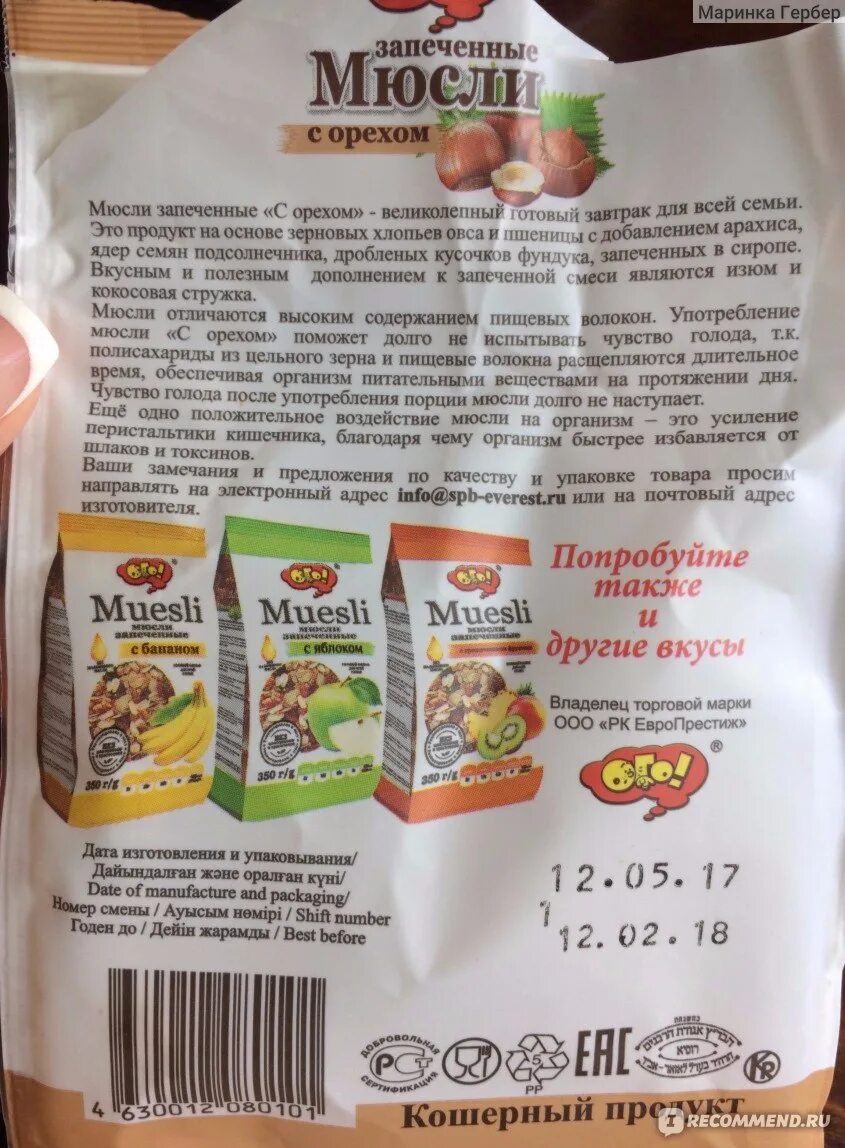 Маринка Гербер
ОГО!
запеченные
Мюсли
с орехом
Мюсли запеченные «С орехом» - великолепный готовый завтрак для всей семьи.
Это продукт на основе зерновых хлопьев овса и пшеницы с добавлением арахиса,
ядер семян подсолнечника, дробленых кусочков фундука, запеченных в сиропе.
Вкусным и полезным дополнением к запеченной смеси являются изюм и
кокосовая стружка.
Мюсли отличаются высоким содержанием пищевых волокон. Употребление
мюсли «С орехом» поможет долго не испытывать чувство голода, т.к.
полисахариды из цельного зерна и пищевые волокна расщепляются длительное
время, обеспечивая организм питательными веществами на протяжении дня.
Чувство голода после употребления порции мюсли долго не наступает.
Ещё одно положительное воздействие мюсли на организм – это усиление
перистальтики кишечника, благодаря чему организм быстрее избавляется от
шлаков и токсинов.
Ваши замечания и предложения по качеству и упаковке товара просим
направлять на электронный адрес info@spb-everest.ru или на почтовый адрес
изготовителя.
ОГО!
Muesli
мюсли
запеченные
с бананом
350 г/g
ОГО!
Muesli
мюсли
запеченные
с яблоком
350 г/g
ОГО!
Muesli
мюсли
запеченные
350 г/g
Попробуйте
также
и
другие вкусы
Владелец торговой марки
ООО «РК ЕвроПрестиж»
ОГО! ®
Дата изготовления и упаковывания/
Дайындалған және оралған күні/
Date of manufacture and packaging/
Номер смены / Ауысым нөмірі / Shift number
Годен до / Дейін жарамды / Best before
12.05.17
1
12.02.18
4 630012 080101
ДОБРОВОЛЬНАЯ
РСТ
СЕРТИФИКАЦИЯ
5
PP
EAC
רוסיא
KR
Кошерный продукт
IRECOMMEND.RU